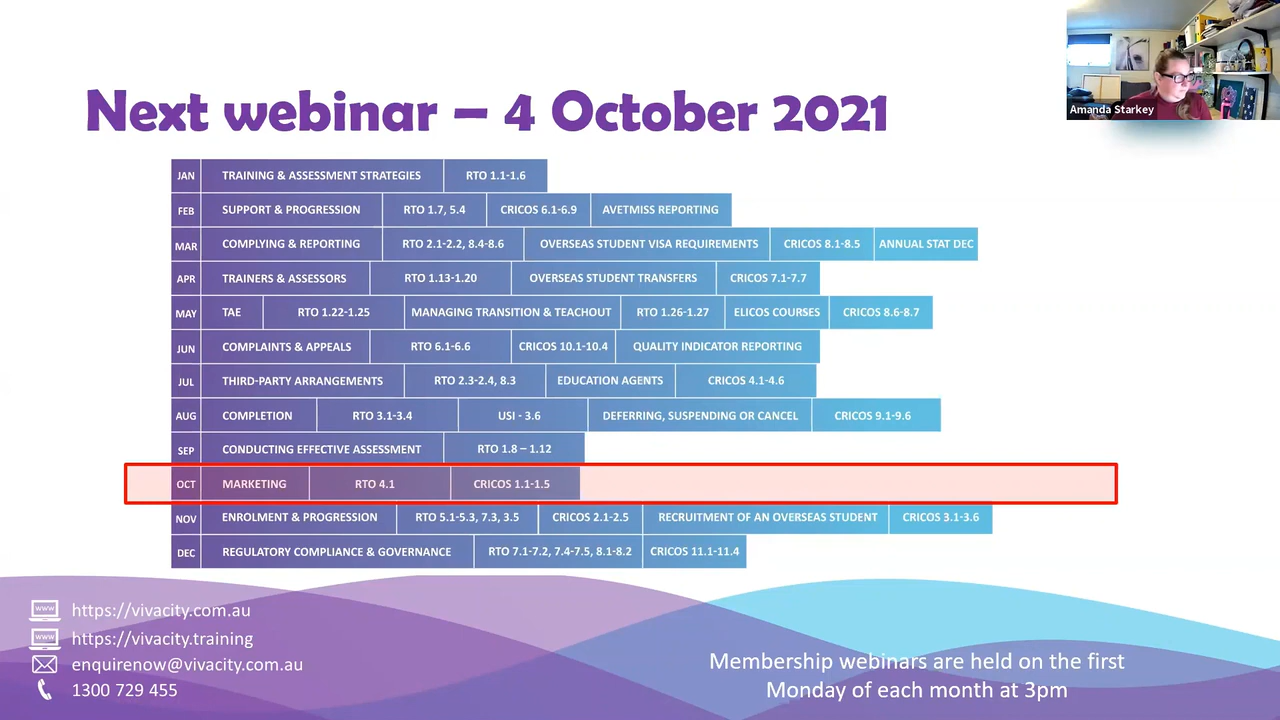 Amanda Starkey
Next webinar – 4 October 2021
JAN TRAINING & ASSESSMENT STRATEGIES RTO 1.1-1.6
FEB SUPPORT & PROGRESSION RTO 1.7, 5.4 CRICOS 6.1-6.9 AVETMISS REPORTING
MAR COMPLYING & REPORTING RTO 2.1-2.2, 8.4-8.6 OVERSEAS STUDENT VISA REQUIREMENTS CRICOS 8.1-8.5 ANNUAL STAT DEC
APR TRAINERS & ASSESSORS RTO 1.13-1.20 OVERSEAS STUDENT TRANSFERS CRICOS 7.1-7.7
MAY TAE RTO 1.22-1.25 MANAGING TRANSITION & TEACHOUT RTO 1.26-1.27 ELICOS COURSES CRICOS 8.6-8.7
JUN COMPLAINTS & APPEALS RTO 6.1-6.6 CRICOS 10.1-10.4 QUALITY INDICATOR REPORTING
JUL THIRD-PARTY ARRANGEMENTS RTO 2.3-2.4, 8.3 EDUCATION AGENTS CRICOS 4.1-4.6
AUG COMPLETION RTO 3.1-3.4 USI - 3.6 DEFERRING, SUSPENDING OR CANCEL CRICOS 9.1-9.6
SEP CONDUCTING EFFECTIVE ASSESSMENT RTO 1.8 – 1.12
OCT MARKETING RTO 4.1 CRICOS 1.1-1.5
NOV ENROLMENT & PROGRESSION RTO 5.1-5.3, 7.3, 3.5 CRICOS 2.1-2.5 RECRUITMENT OF AN OVERSEAS STUDENT CRICOS 3.1-3.6
DEC REGULATORY COMPLIANCE & GOVERNANCE RTO 7.1-7.2, 7.4-7.5, 8.1-8.2 CRICOS 11.1-11.4
www https://vivacity.com.au
www https://vivacity.training
enquirenow@vivacity.com.au
1300 729 455
Membership webinars are held on the first
Monday of each month at 3pm